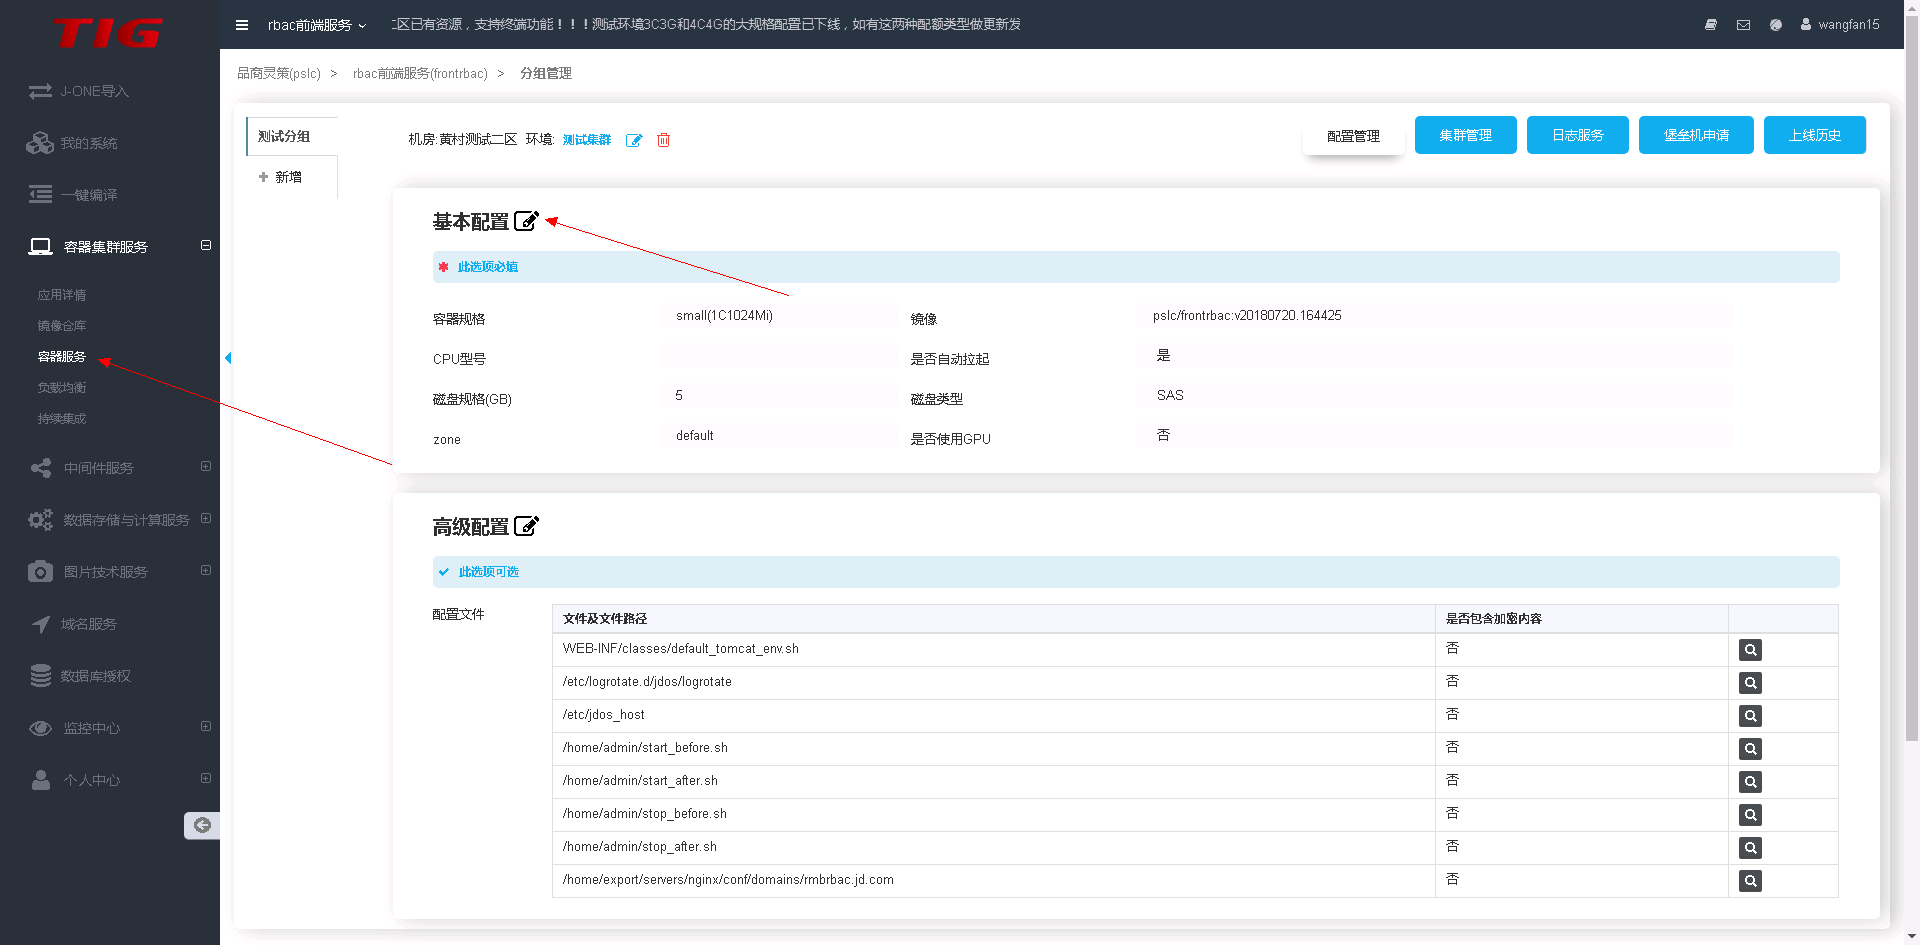 TIG
rbac前端服务
二区已有资源，支持终端功能！！！测试环境3C3G和4C4G的大规格配置已下线，如有这两种配额类型做更新发
wangfan15
品商灵策(pslc) > rbac前端服务(frontrbac) > 分组管理
J-ONE导入
我的系统
一键编译
容器集群服务
应用详情
镜像仓库
容器服务
负载均衡
持续集成
中间件服务
数据存储与计算服务
图片技术服务
域名服务
数据库授权
监控中心
个人中心
测试分组
新增
机房:黄村测试二区 环境: 测试集群
配置管理
集群管理
日志服务
堡垒机申请
上线历史
基本配置
此选项必填
容器规格 small(1C1024Mi) 镜像 pslc/frontrbac:v20180720.164425
CPU型号 是否自动拉起 是
磁盘规格(GB) 5 磁盘类型 SAS
zone default 是否使用GPU 否
高级配置
此选项可选
配置文件
文件及文件路径 是否包含加密内容
WEB-INF/classes/default_tomcat_env.sh 否
/etc/logrotate.d/jdos/logrotate 否
/etc/jdos_host 否
/home/admin/start_before.sh 否
/home/admin/start_after.sh 否
/home/admin/stop_before.sh 否
/home/admin/stop_after.sh 否
/home/export/servers/nginx/conf/domains/rmbrbac.jd.com 否